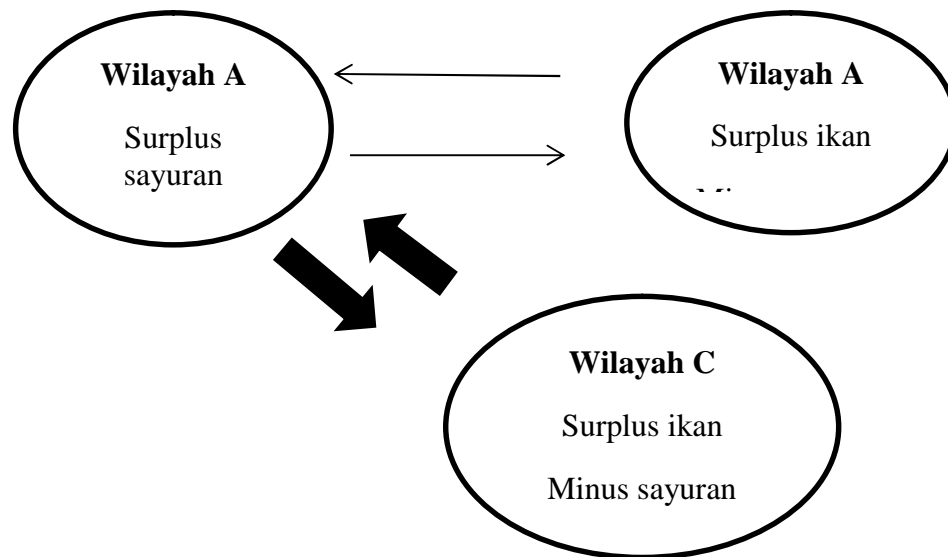 Wilayah A
Surplus
sayuran
Wilayah A
Surplus ikan
Wilayah C
Surplus ikan
Minus sayuran